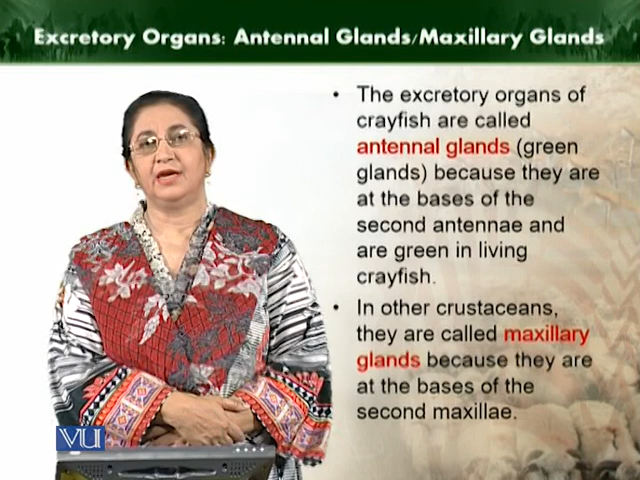 Excretory Organs: Antennal Glands/Maxillary Glands
• The excretory organs of
crayfish are called
antennal glands (green
glands) because they are
at the bases of the
second antennae and
are green in living
crayfish.
• In other crustaceans,
they are called maxillary
glands because they are
at the bases of the
second maxillae.
VU